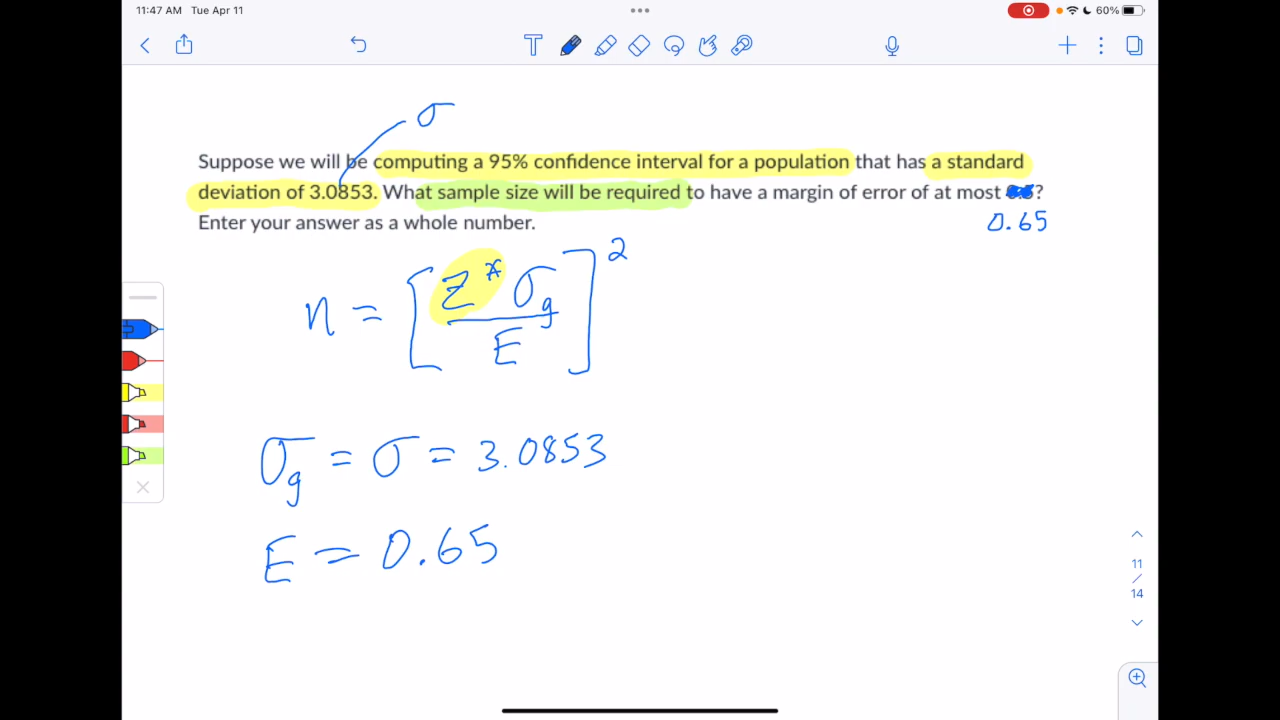 11:47 AM Tue Apr 11
60%
σ
Suppose we will be computing a 95% confidence interval for a population that has a standard
deviation of 3.0853. What sample size will be required to have a margin of error of at most ?
0.65
Enter your answer as a whole number.
n = [z* σg / E]²
σg = σ = 3.0853
E = 0.65
11
/
14